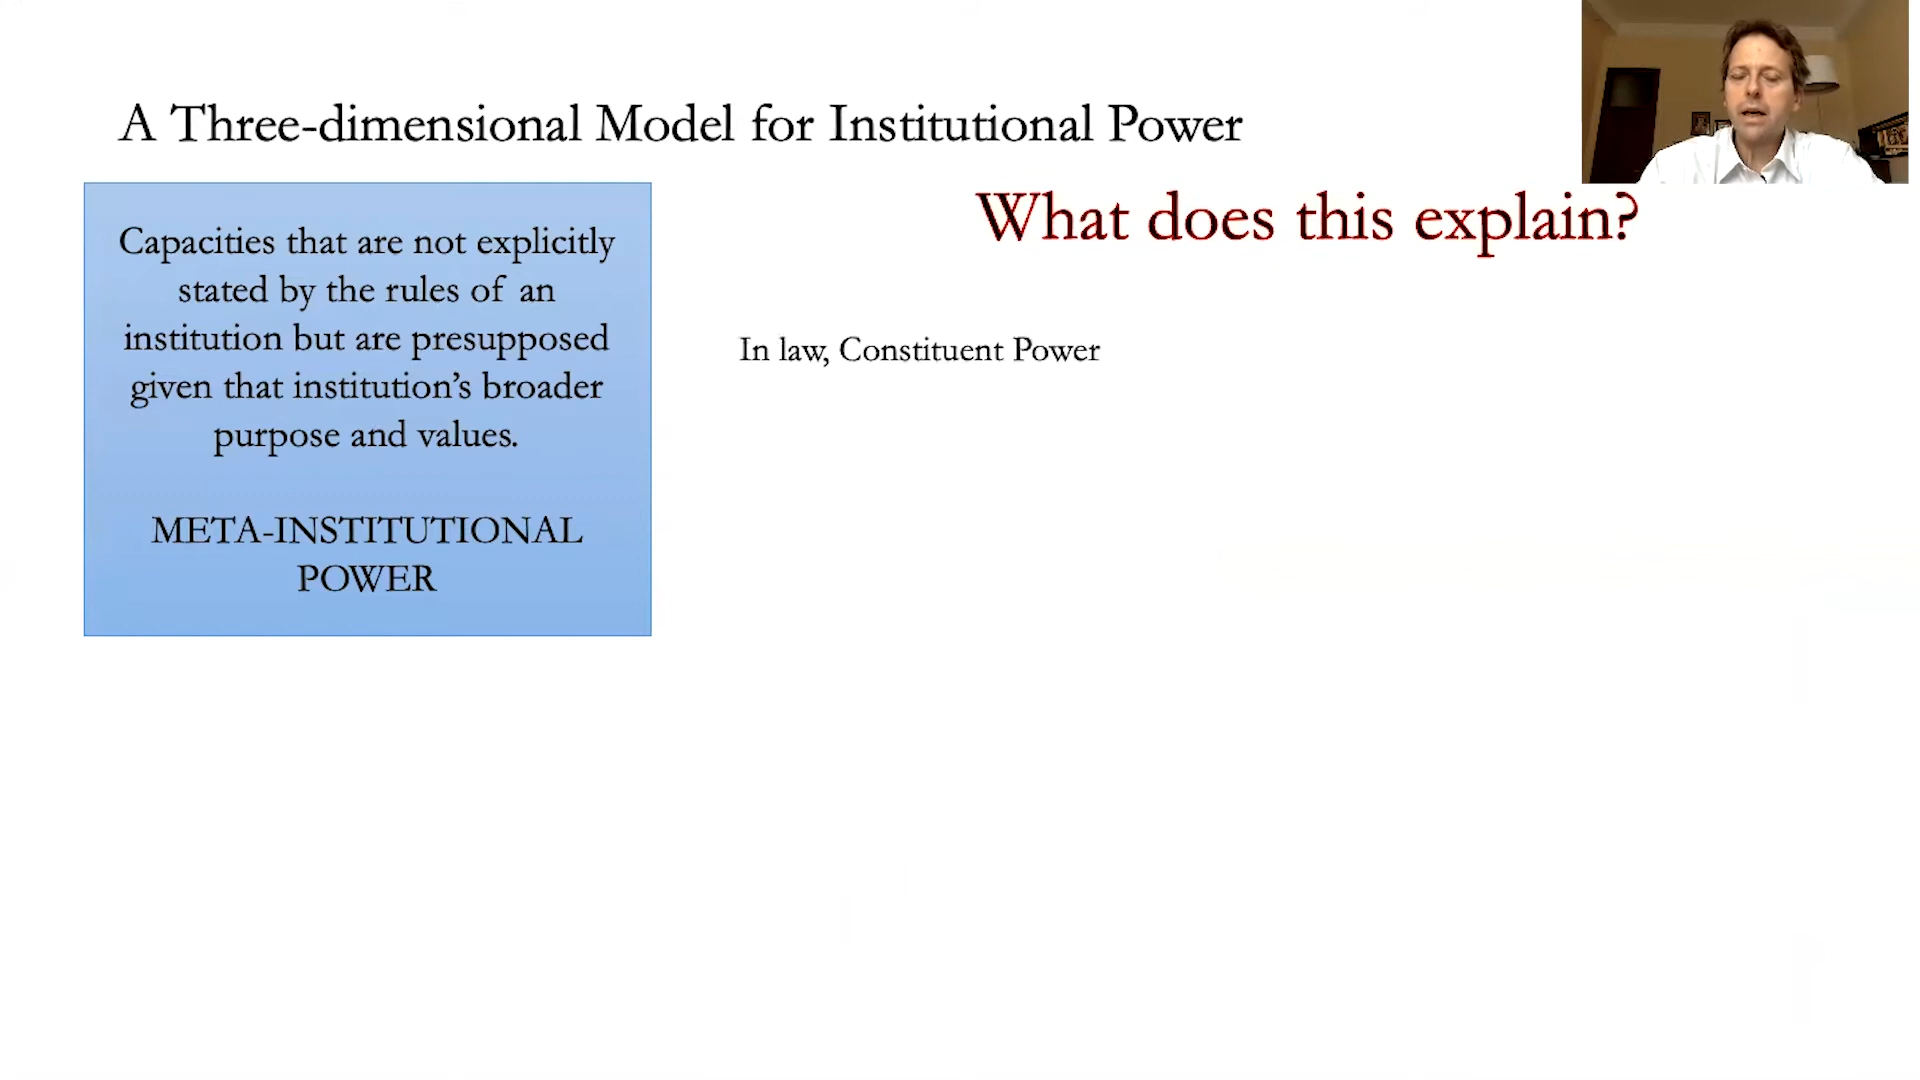 A Three-dimensional Model for Institutional Power
What does this explain?
Capacities that are not explicitly
stated by the rules of an
institution but are presupposed
given that institution’s broader
purpose and values.
META-INSTITUTIONAL
POWER
In law, Constituent Power